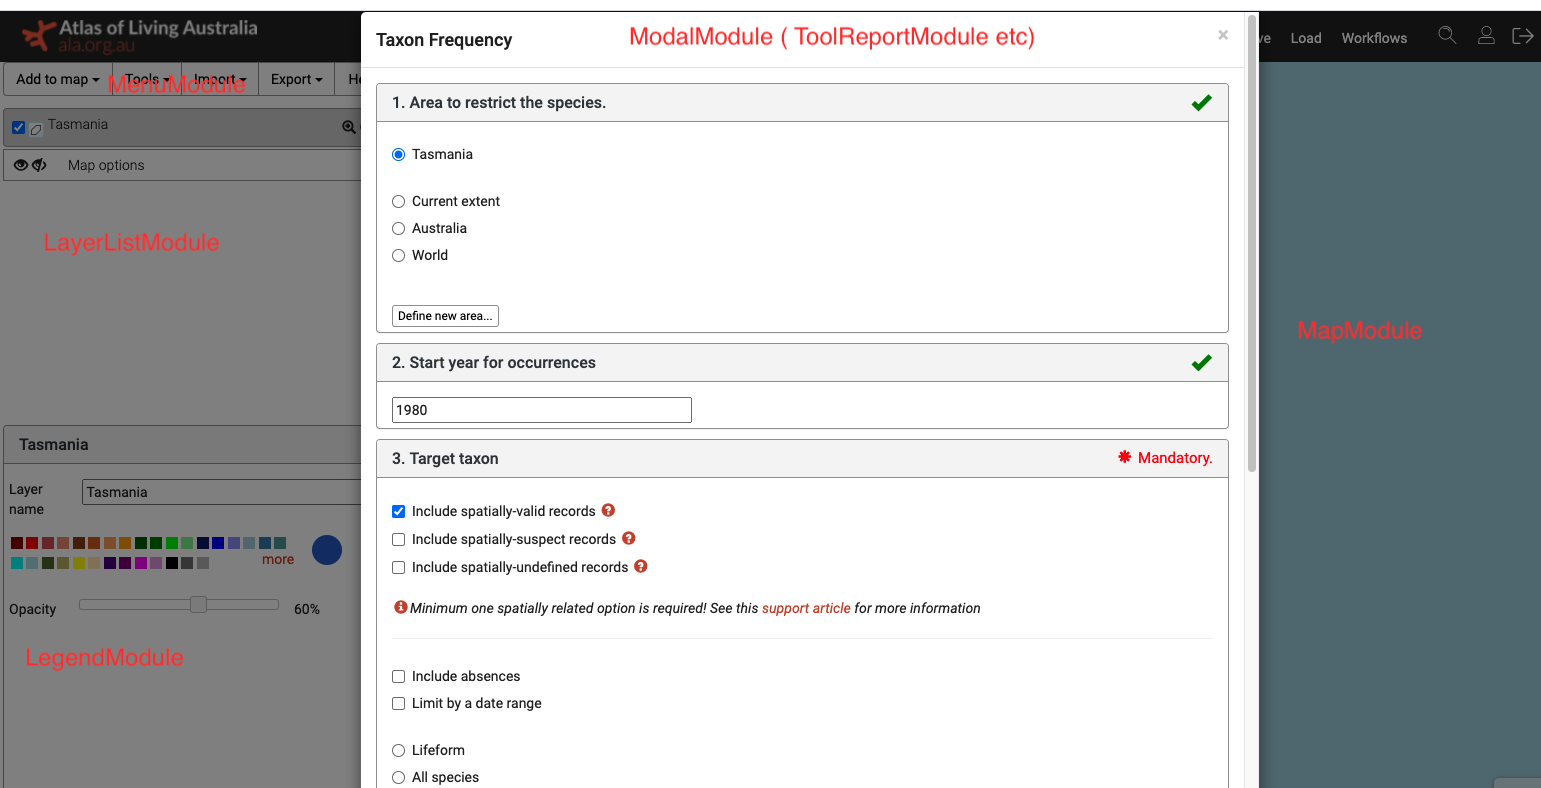 Atlas of Living Australia
ala.org.au
Taxon Frequency
ModalModule ( ToolReportModule etc)
×
Load
Workflows
Add to map
Tools
Import
Export
MenuModule
1. Area to restrict the species.
Tasmania
Tasmania
Map options
Current extent
LayerListModule
Australia
World
Define new area...
MapModule
2. Start year for occurrences
1980
Tasmania
3. Target taxon
Mandatory.
Layer
name
Tasmania
Include spatially-valid records
Include spatially-suspect records
more
Include spatially-undefined records
Opacity
60%
Minimum one spatially related option is required! See this support article for more information
LegendModule
Include absences
Limit by a date range
Lifeform
All species